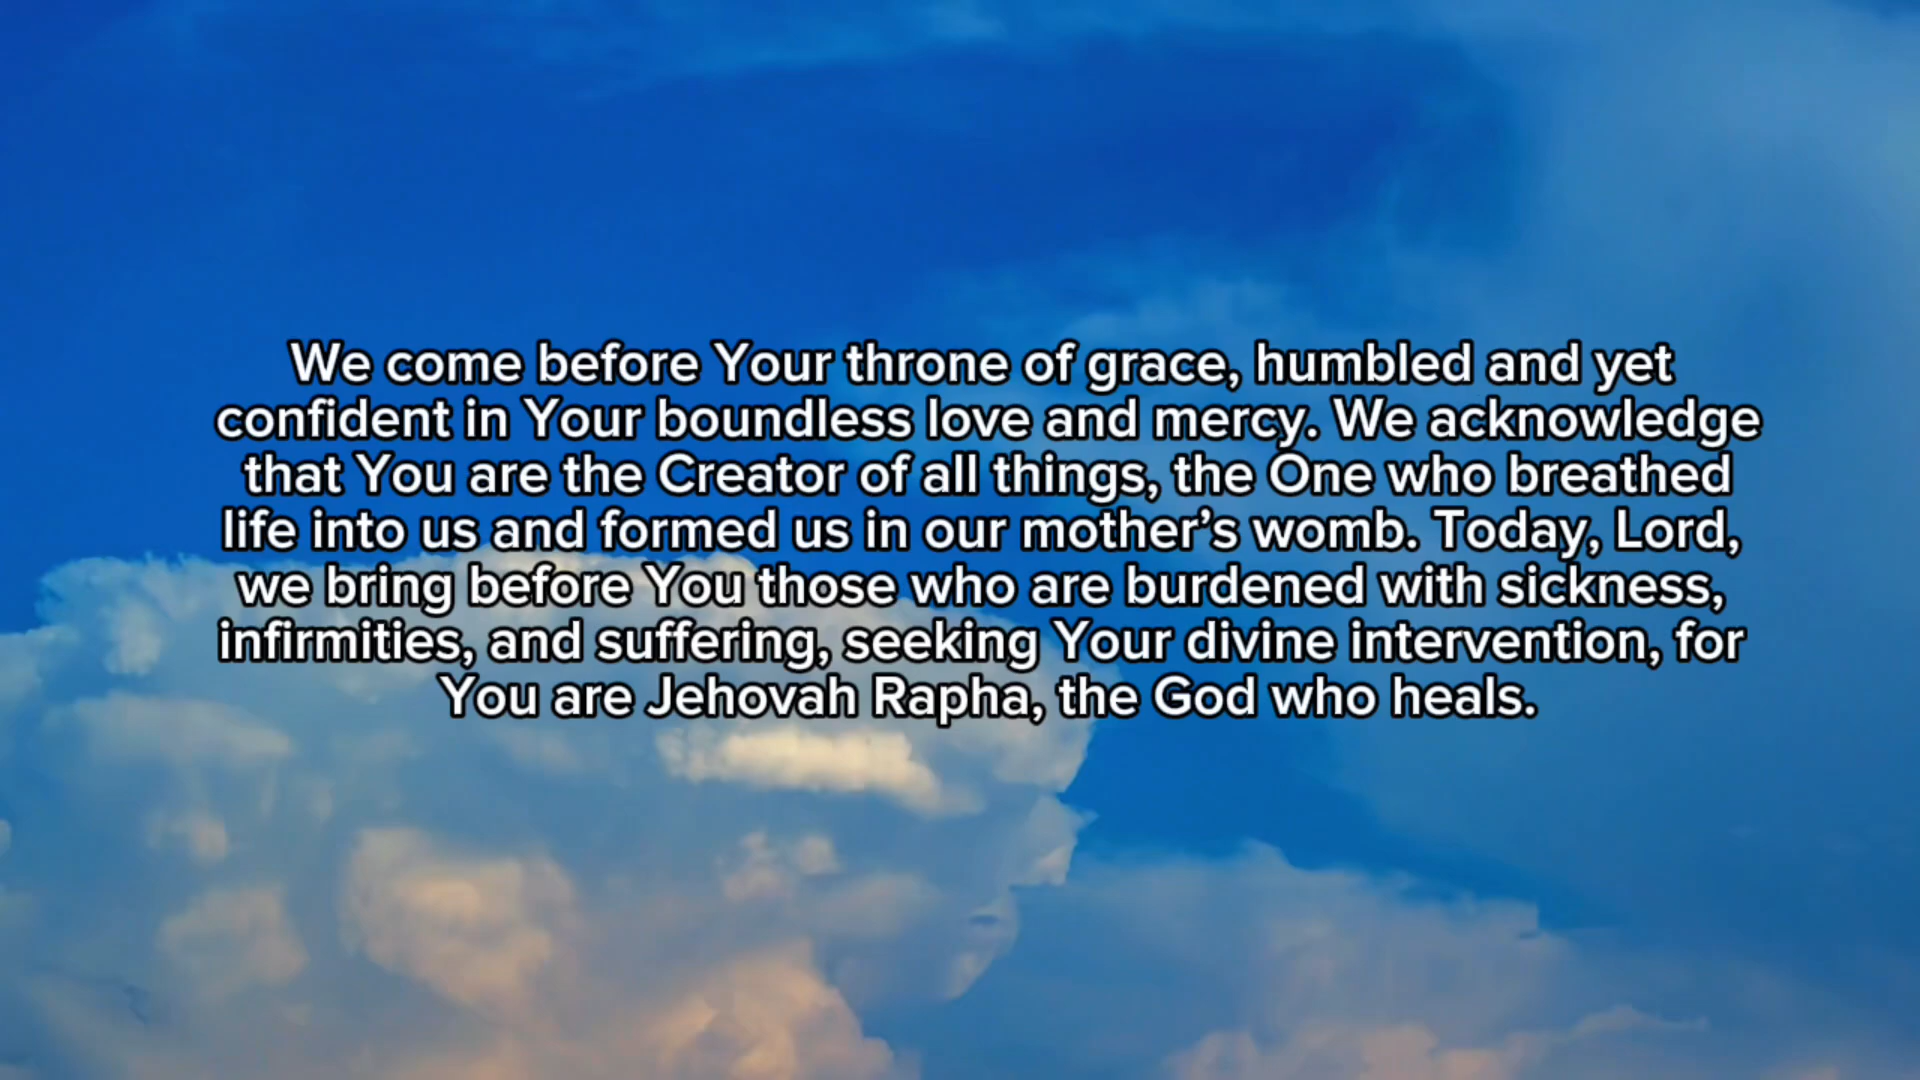 We come before Your throne of grace, humbled and yet
confident in Your boundless love and mercy. We acknowledge
that You are the Creator of all things, the One who breathed
life into us and formed us in our mother’s womb. Today, Lord,
we bring before You those who are burdened with sickness,
infirmities, and suffering, seeking Your divine intervention, for
You are Jehovah Rapha, the God who heals.